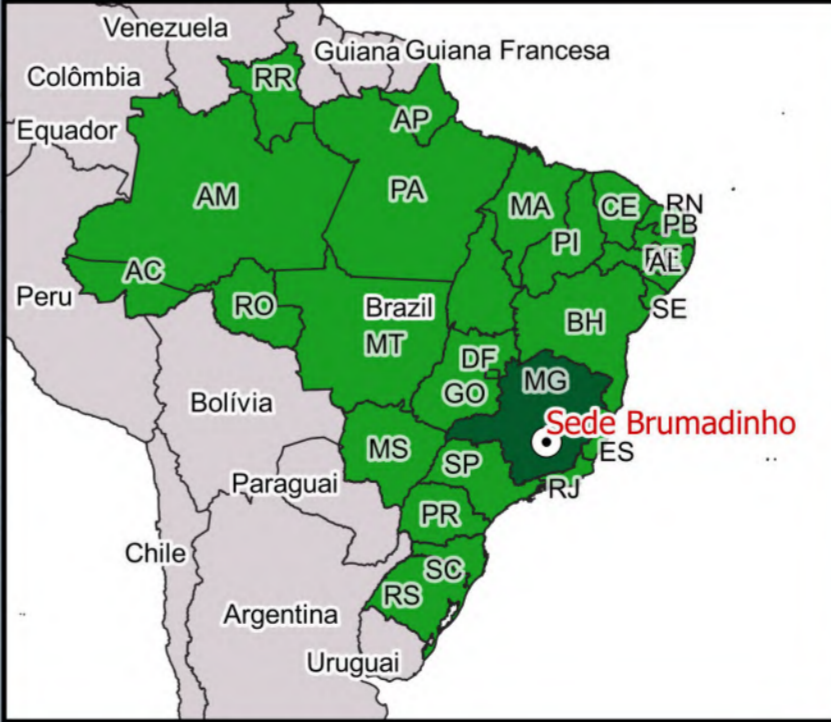 Venezuela
Guiana
Guiana Francesa
Colômbia
RR
AP
Equador
AM
PA
MA
CE
RN
PB
PI
AL
AC
Peru
RO
Brazil
SE
BH
MT
DF
MG
GO
Bolívia
Sede Brumadinho
MS
SP
ES
Paraguai
RJ
PR
Chile
SC
RS
Argentina
Uruguai